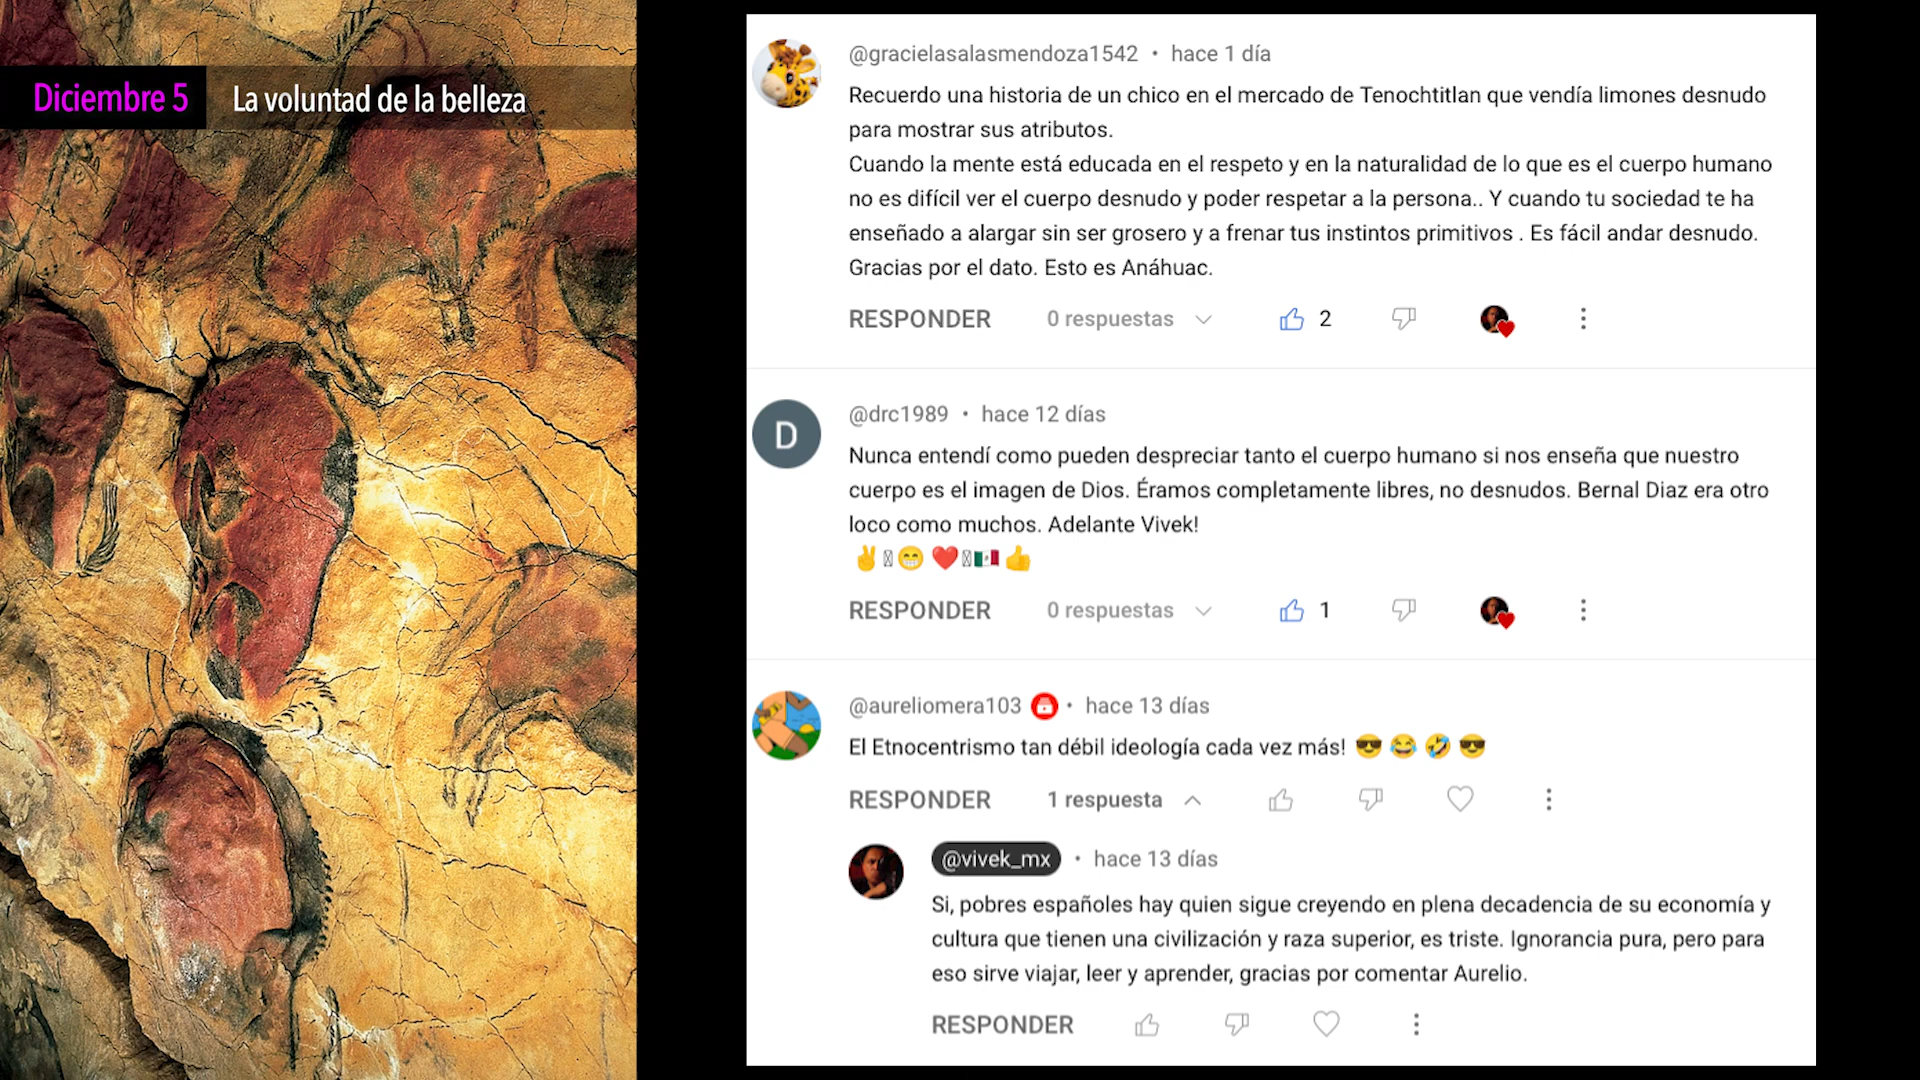 Diciembre 5
La voluntad de la belleza
@gracielasalasmendoza1542 • hace 1 día
Recuerdo una historia de un chico en el mercado de Tenochtitlan que vendía limones desnudo
para mostrar sus atributos.
Cuando la mente está educada en el respeto y en la naturalidad de lo que es el cuerpo humano
no es difícil ver el cuerpo desnudo y poder respetar a la persona.. Y cuando tu sociedad te ha
enseñado a alargar sin ser grosero y a frenar tus instintos primitivos . Es fácil andar desnudo.
Gracias por el dato. Esto es Anáhuac.
RESPONDER 0 respuestas 2
D
@drc1989 • hace 12 días
Nunca entendí como pueden despreciar tanto el cuerpo humano si nos enseña que nuestro
cuerpo es el imagen de Dios. Éramos completamente libres, no desnudos. Bernal Diaz era otro
loco como muchos. Adelante Vivek!
✌️😁❤️🇲🇽👍
RESPONDER 0 respuestas 1
@aureliomera103 • hace 13 días
El Etnocentrismo tan débil ideología cada vez más! 😎😂🤣😎
RESPONDER 1 respuesta
@vivek_mx • hace 13 días
Si, pobres españoles hay quien sigue creyendo en plena decadencia de su economía y
cultura que tienen una civilización y raza superior, es triste. Ignorancia pura, pero para
eso sirve viajar, leer y aprender, gracias por comentar Aurelio.
RESPONDER